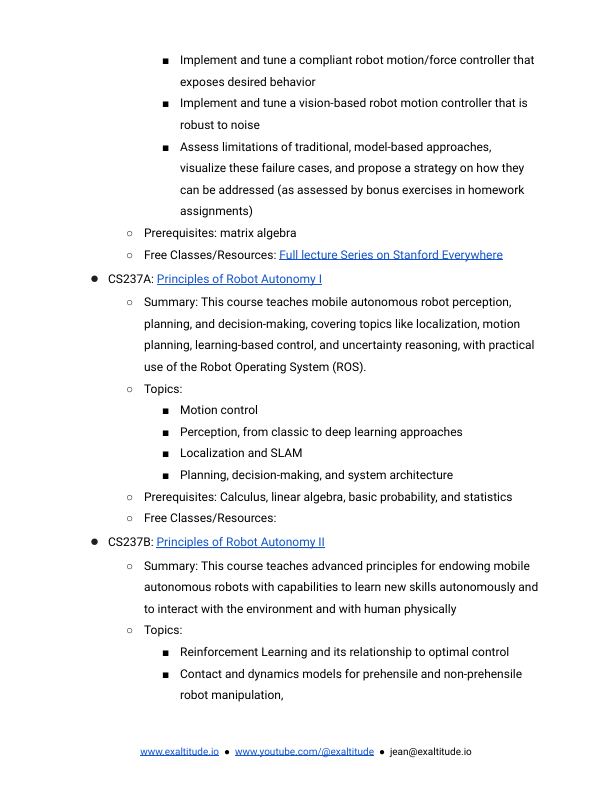 ■ Implement and tune a compliant robot motion/force controller that
exposes desired behavior
■ Implement and tune a vision-based robot motion controller that is
robust to noise
■ Assess limitations of traditional, model-based approaches,
visualize these failure cases, and propose a strategy on how they
can be addressed (as assessed by bonus exercises in homework
assignments)
○ Prerequisites: matrix algebra
○ Free Classes/Resources: Full lecture Series on Stanford Everywhere
● CS237A: Principles of Robot Autonomy I
○ Summary: This course teaches mobile autonomous robot perception,
planning, and decision-making, covering topics like localization, motion
planning, learning-based control, and uncertainty reasoning, with practical
use of the Robot Operating System (ROS).
○ Topics:
■ Motion control
■ Perception, from classic to deep learning approaches
■ Localization and SLAM
■ Planning, decision-making, and system architecture
○ Prerequisites: Calculus, linear algebra, basic probability, and statistics
○ Free Classes/Resources:
● CS237B: Principles of Robot Autonomy II
○ Summary: This course teaches advanced principles for endowing mobile
autonomous robots with capabilities to learn new skills autonomously and
to interact with the environment and with human physically
○ Topics:
■ Reinforcement Learning and its relationship to optimal control
■ Contact and dynamics models for prehensile and non-prehensile
robot manipulation,
www.exaltitude.io ● www.youtube.com/@exaltitude ● jean@exaltitude.io